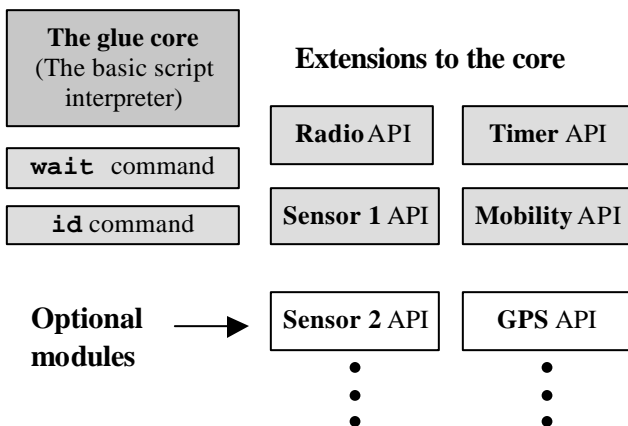 The glue core
(The basic script
interpreter)
wait command
id command
Extensions to the core
Radio API
Timer API
Sensor 1 API
Mobility API
Optional
modules
Sensor 2 API
GPS API